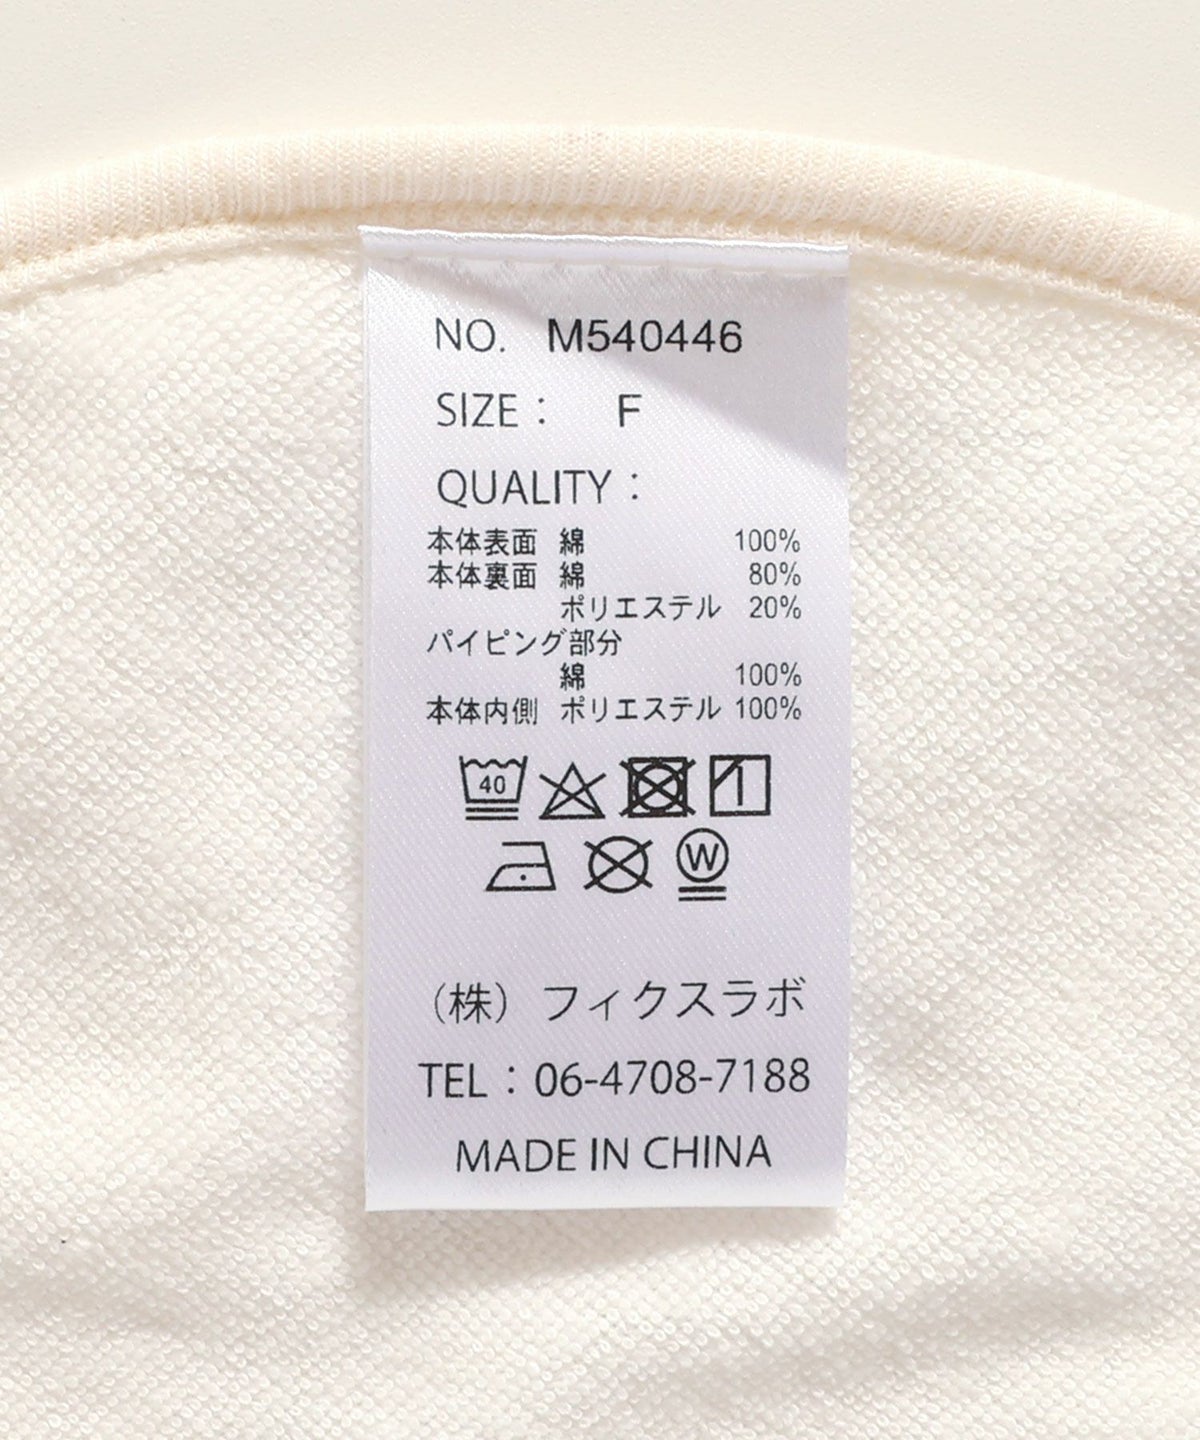 NO. M540446
SIZE： F
QUALITY：
本体表面 綿 100%
本体裏面 綿 80%
ポリエステル 20%
パイピング部分
綿 100%
本体内側 ポリエステル 100%
40
W
（株）フィクスラボ
TEL：06-4708-7188
MADE IN CHINA